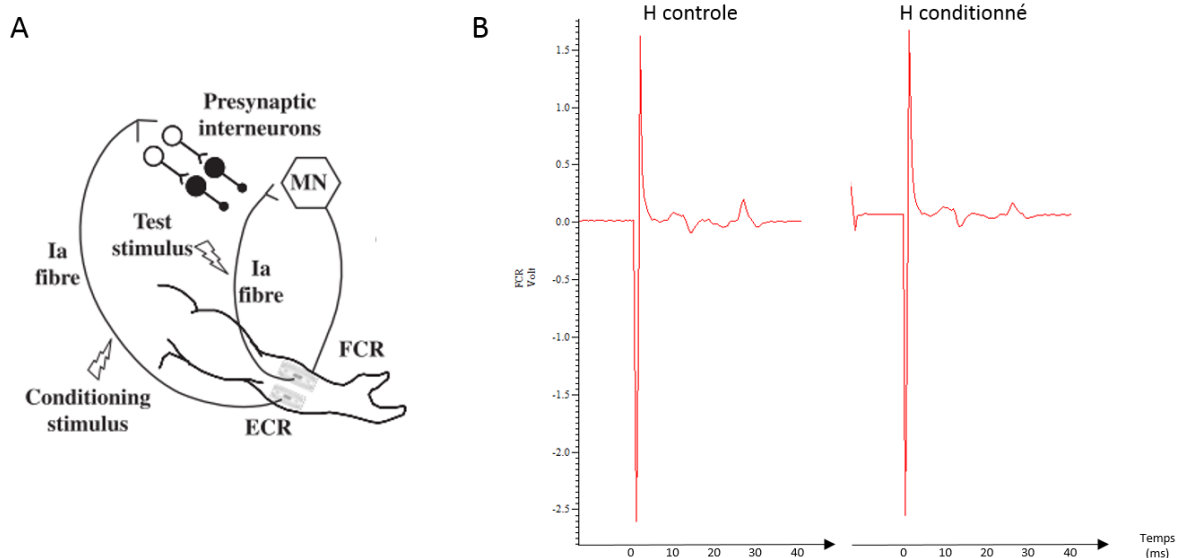 A
Presynaptic
interneurons
MN
Test
stimulus
Ia
fibre
Ia
fibre
FCR
Conditioning
stimulus
ECR
B
H controle
H conditionné
1.5
1.0
0.5
0.0
-0.5
-1.0
-1.5
-2.0
-2.5
FCR
Volt
0 10 20 30 40
0 10 20 30 40
Temps
(ms)